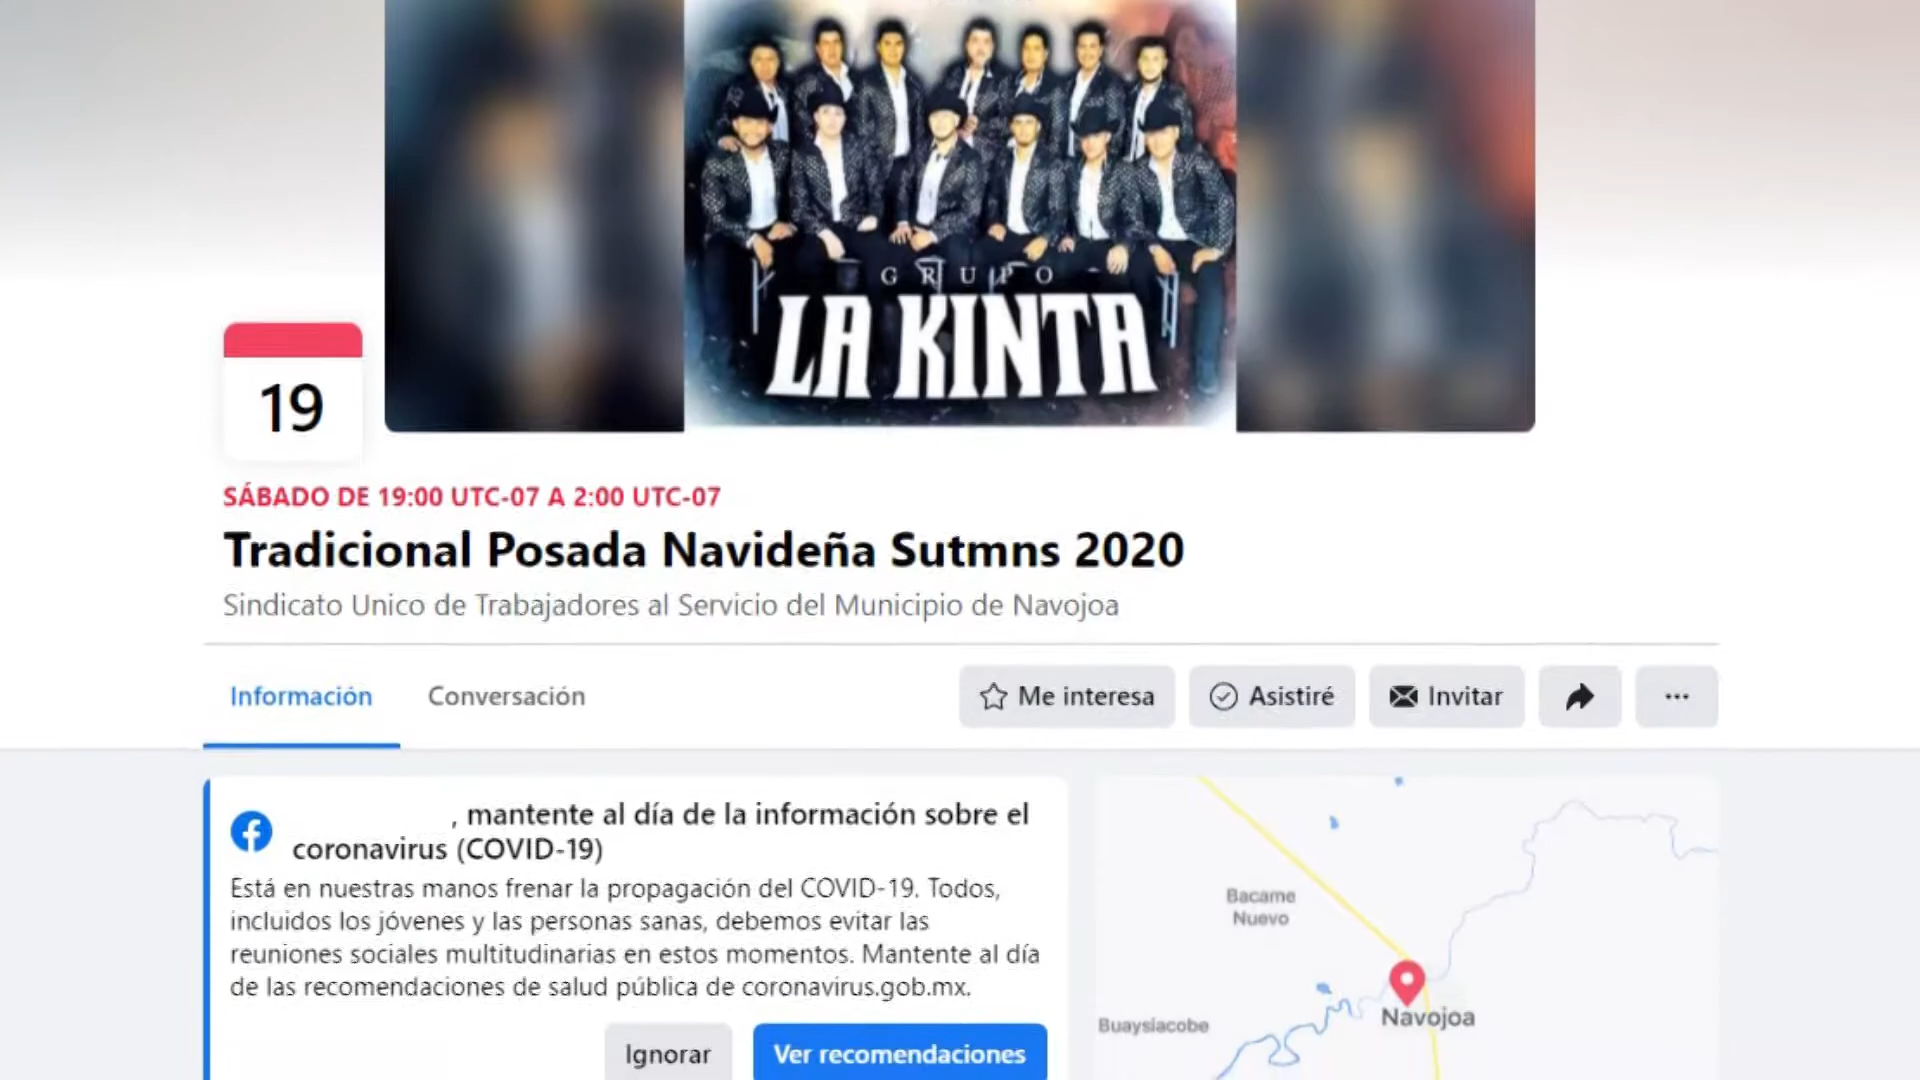 GRUPO
LA KINTA
19
SÁBADO DE 19:00 UTC-07 A 2:00 UTC-07
Tradicional Posada Navideña Sutmns 2020
Sindicato Unico de Trabajadores al Servicio del Municipio de Navojoa
Información Conversación Me interesa Asistiré Invitar
, mantente al día de la información sobre el
coronavirus (COVID-19)
Está en nuestras manos frenar la propagación del COVID-19. Todos,
incluidos los jóvenes y las personas sanas, debemos evitar las
reuniones sociales multitudinarias en estos momentos. Mantente al día
de las recomendaciones de salud pública de coronavirus.gob.mx.
Ignorar Ver recomendaciones
Bacame
Nuevo
Navojoa
Buaysiacobe